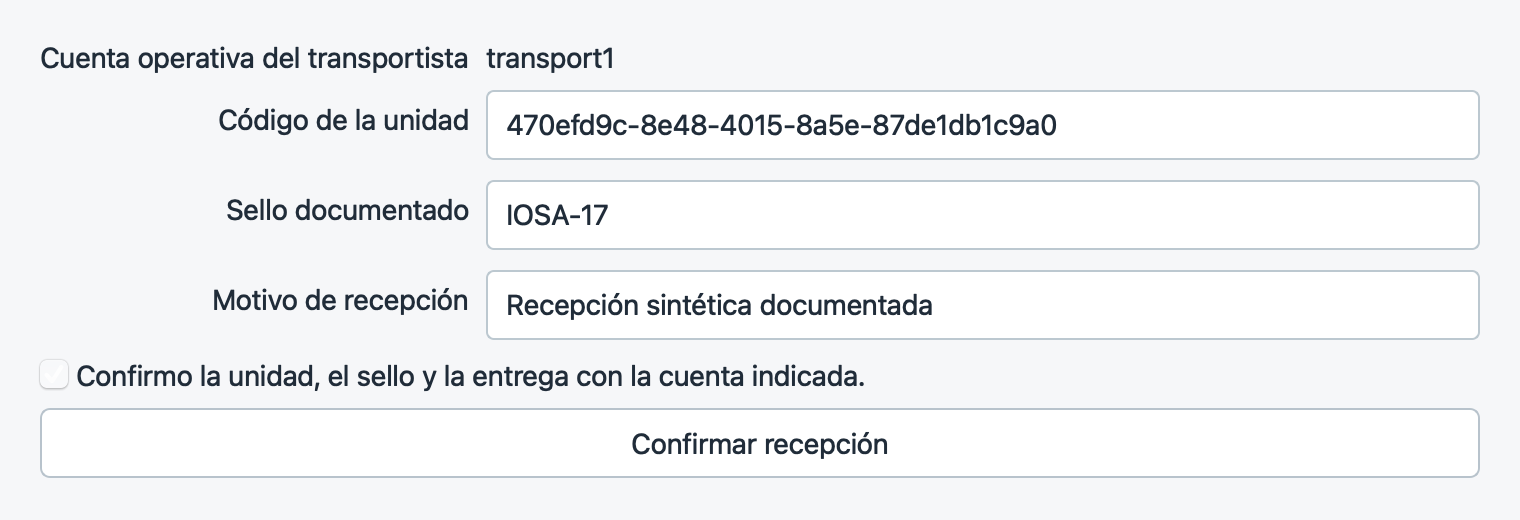 Cuenta operativa del transportista transport1
Código de la unidad 470efd9c-8e48-4015-8a5e-87de1db1c9a0
Sello documentado IOSA-17
Motivo de recepción Recepción sintética documentada
Confirmo la unidad, el sello y la entrega con la cuenta indicada.
Confirmar recepción